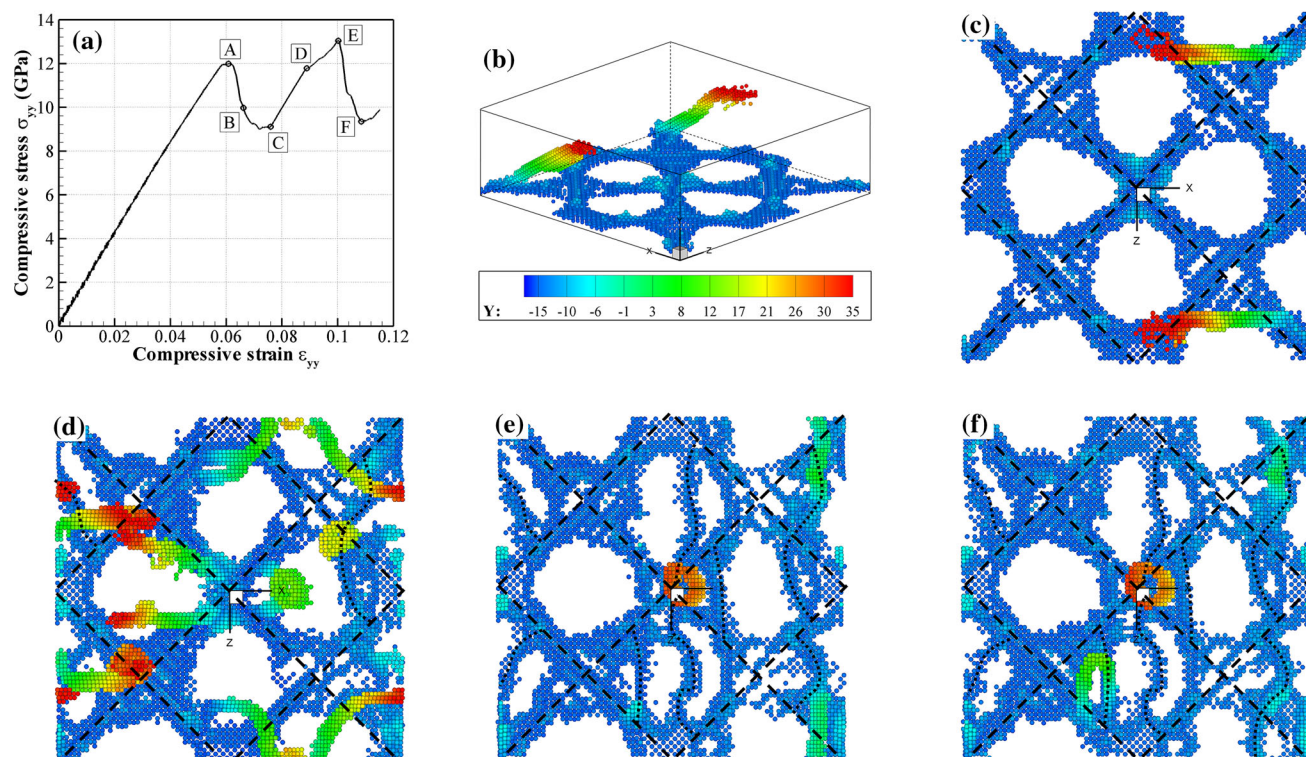 (a)
Compressive stress σyy (GPa)
14
12
10
8
6
4
2
0
A
B
C
D
E
F
0
0.02
0.04
0.06
0.08
0.1
0.12
Compressive strain εyy
(b)
x
z
Y: -15 -10 -6 -1 3 8 12 17 21 26 30 35
(c)
x
z
(d)
x
z
(e)
(f)